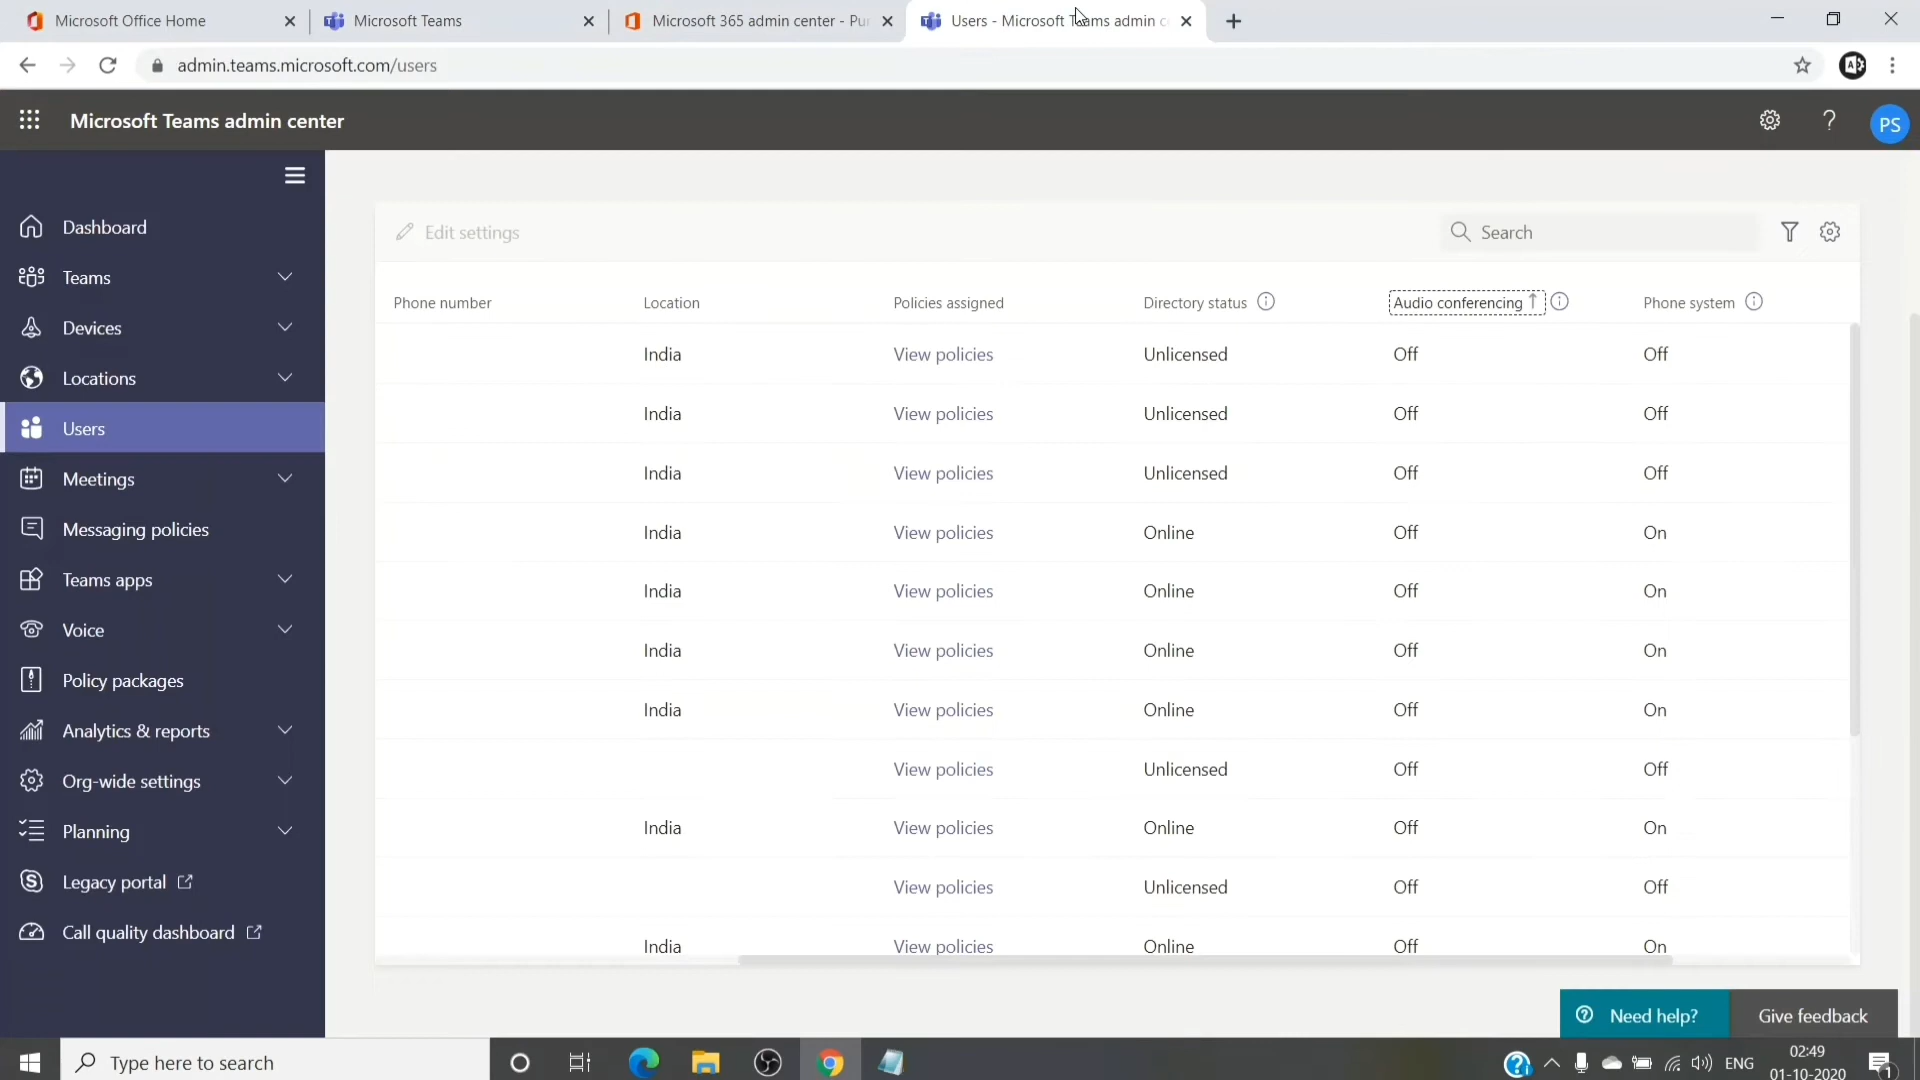 Microsoft Office Home
Microsoft Teams
Microsoft 365 admin center - Pu
Users - Microsoft Teams admin c
admin.teams.microsoft.com/users
Microsoft Teams admin center
PS
Dashboard
Teams
Devices
Locations
Users
Meetings
Messaging policies
Teams apps
Voice
Policy packages
Analytics & reports
Org-wide settings
Planning
Legacy portal
Call quality dashboard
Edit settings
Search
Phone number Location Policies assigned Directory status Audio conferencing ↑ Phone system
India View policies Unlicensed Off Off
India View policies Unlicensed Off Off
India View policies Unlicensed Off Off
India View policies Online Off On
India View policies Online Off On
India View policies Online Off On
India View policies Online Off On
View policies Unlicensed Off Off
India View policies Online Off On
View policies Unlicensed Off Off
India View policies Online Off On
Need help?
Give feedback
Type here to search
ENG
02:49
01-10-2020
1